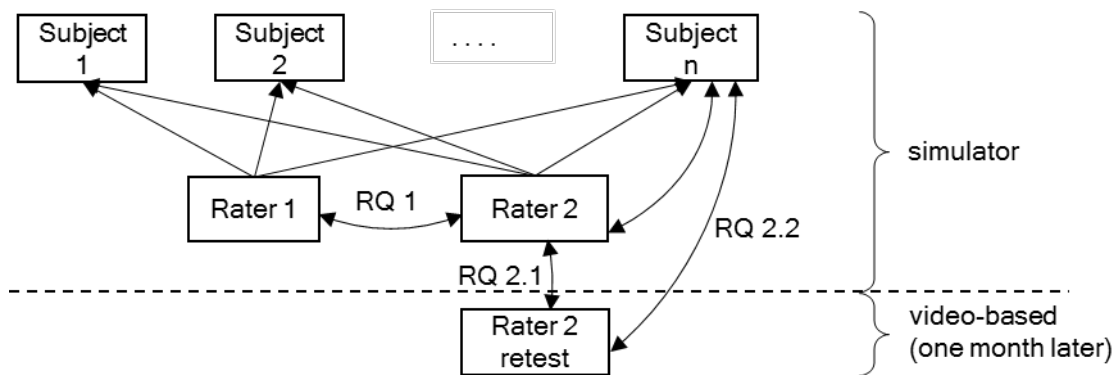 Subject
1
Subject
2
. . . .
Subject
n
simulator
Rater 1
RQ 1
Rater 2
RQ 2.2
RQ 2.1
Rater 2
retest
video-based
(one month later)